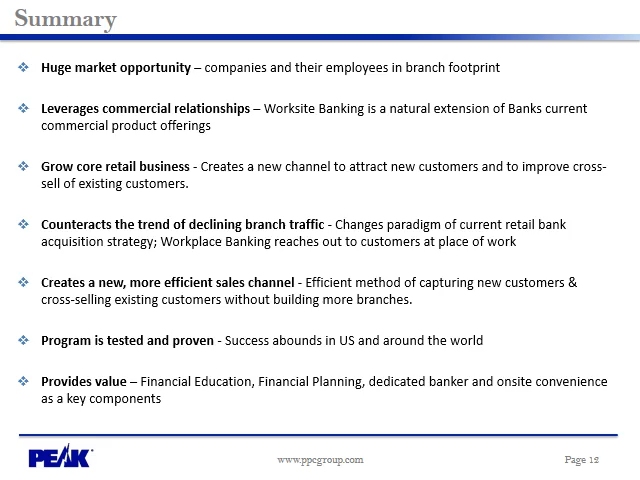 Summary
Huge market opportunity – companies and their employees in branch footprint
Leverages commercial relationships – Worksite Banking is a natural extension of Banks current
commercial product offerings
Grow core retail business - Creates a new channel to attract new customers and to improve cross-
sell of existing customers.
Counteracts the trend of declining branch traffic - Changes paradigm of current retail bank
acquisition strategy; Workplace Banking reaches out to customers at place of work
Creates a new, more efficient sales channel - Efficient method of capturing new customers &
cross-selling existing customers without building more branches.
Program is tested and proven - Success abounds in US and around the world
Provides value – Financial Education, Financial Planning, dedicated banker and onsite convenience
as a key components
PEAK
www.ppcgroup.com
Page 12